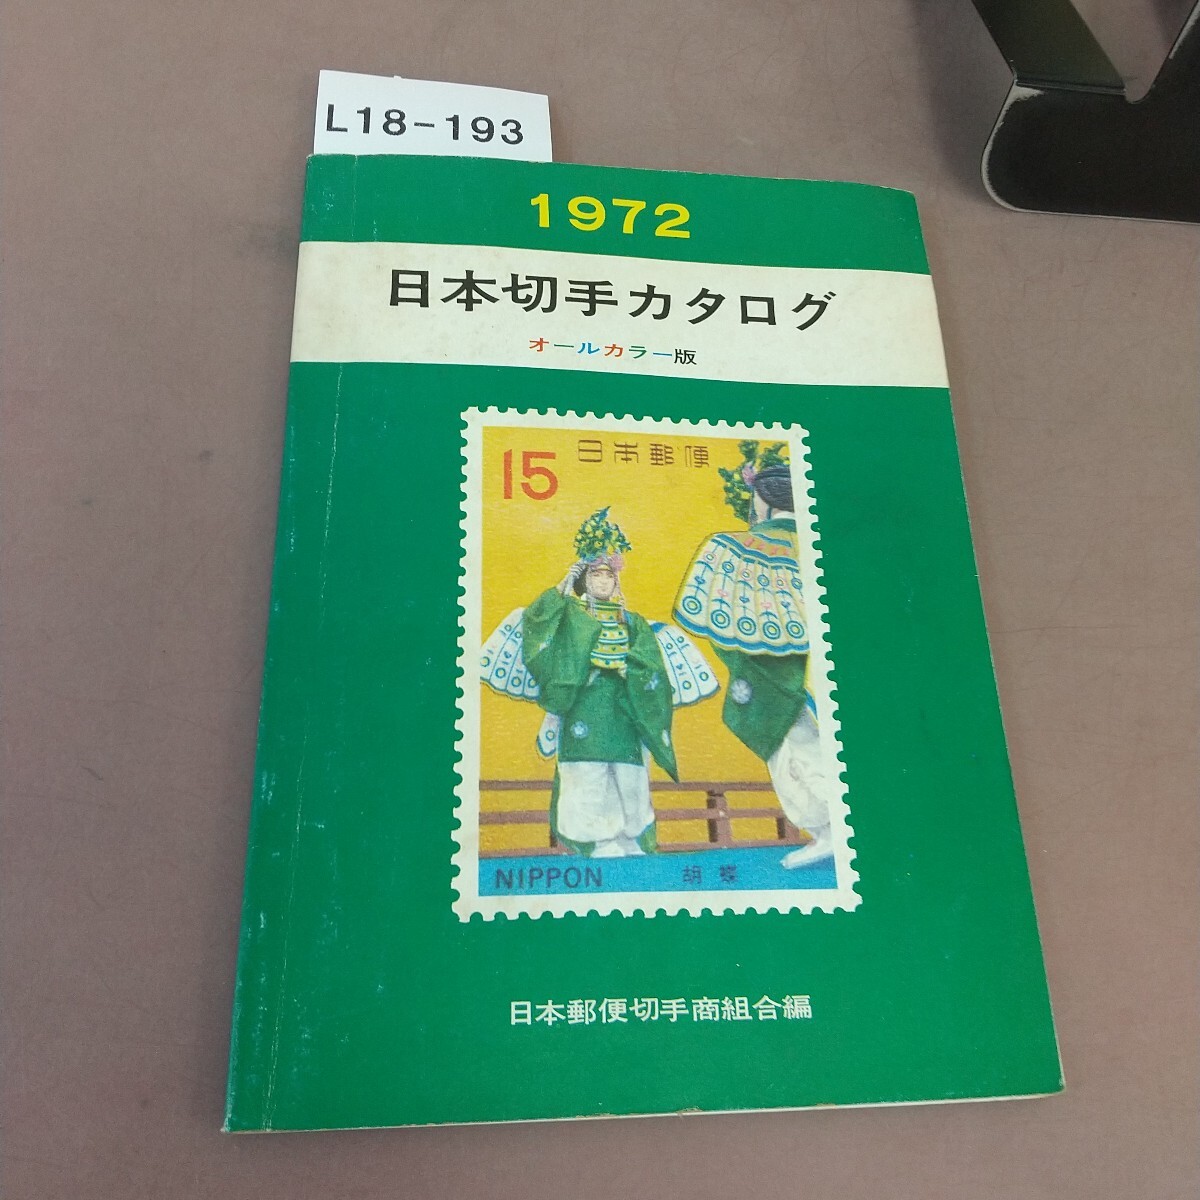 L18-193
1972
日本切手カタログ
オールカラー版
日本郵便
15
NIPPON 胡蝶
日本郵便切手商組合編